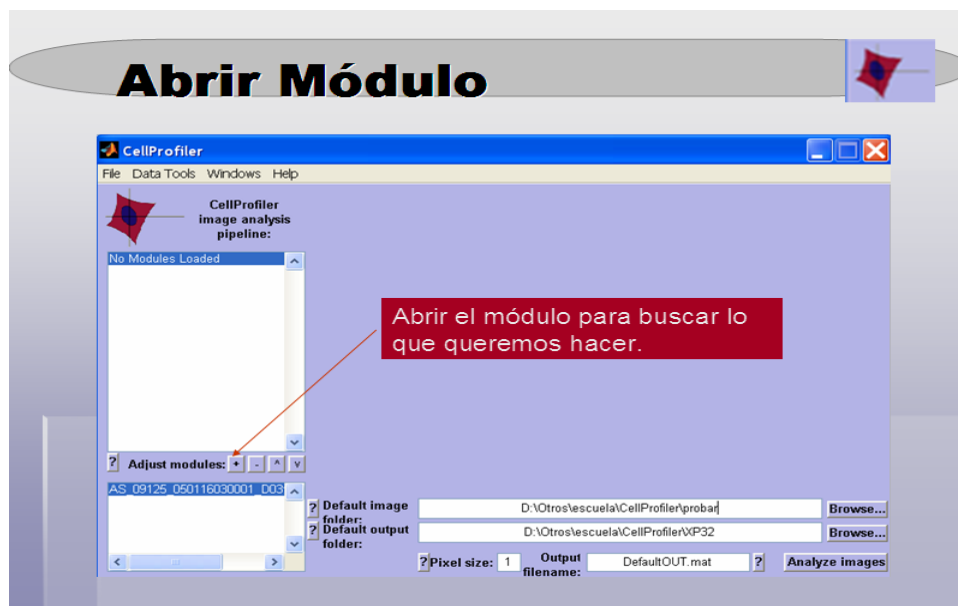 Abrir Módulo
CellProfiler
File Data Tools Windows Help
CellProfiler
image analysis
pipeline:
No Modules Loaded
Abrir el módulo para buscar lo
que queremos hacer.
? Adjust modules: + - ^ v
AS_09125_050116030001_D03
? Default image
folder:
D:\Otros\escuela\CellProfiler\probar
Browse...
? Default output
folder:
D:\Otros\escuela\CellProfiler\XP32
Browse...
? Pixel size: 1
Output
filename:
DefaultOUT.mat
?
Analyze images